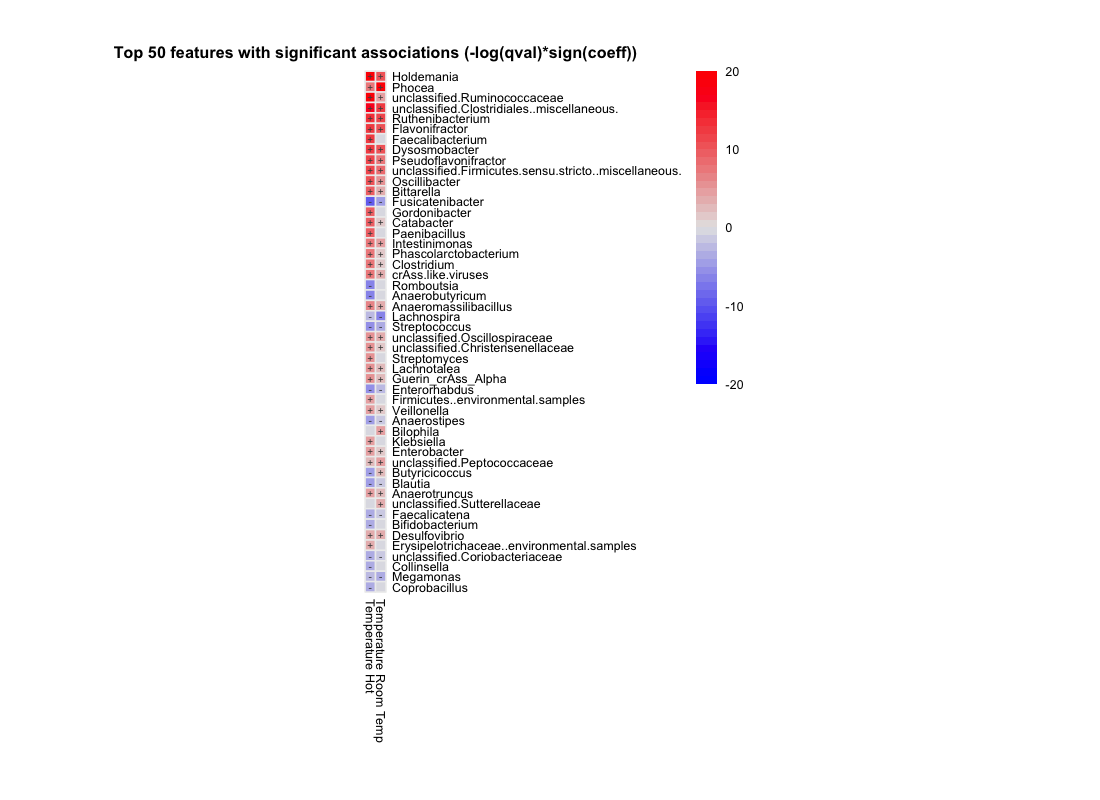 Top 50 features with significant associations (-log(qval)*sign(coeff))
Holdemania
Phocea
unclassified.Ruminococcaceae
unclassified.Clostridiales..miscellaneous.
Ruthenibacterium
Flavonifractor
Faecalibacterium
Dysosmobacter
Pseudoflavonifractor
unclassified.Firmicutes.sensu.stricto..miscellaneous.
Oscillibacter
Bittarella
Fusicatenibacter
Gordonibacter
Catabacter
Paenibacillus
Intestinimonas
Phascolarctobacterium
Clostridium
crAss.like.viruses
Romboutsia
Anaerobutyricum
Anaeromassilibacillus
Lachnospira
Streptococcus
unclassified.Oscillospiraceae
unclassified.Christensenellaceae
Streptomyces
Lachnotalea
Guerin_crAss_Alpha
Enterorhabdus
Firmicutes..environmental.samples
Veillonella
Anaerostipes
Bilophila
Klebsiella
Enterobacter
unclassified.Peptococcaceae
Butyricicoccus
Blautia
Anaerotruncus
unclassified.Sutterellaceae
Faecalicatena
Bifidobacterium
Desulfovibrio
Erysipelotrichaceae..environmental.samples
unclassified.Coriobacteriaceae
Collinsella
Megamonas
Coprobacillus
Temperature Hot
Temperature Room Temp
20
10
0
-10
-20